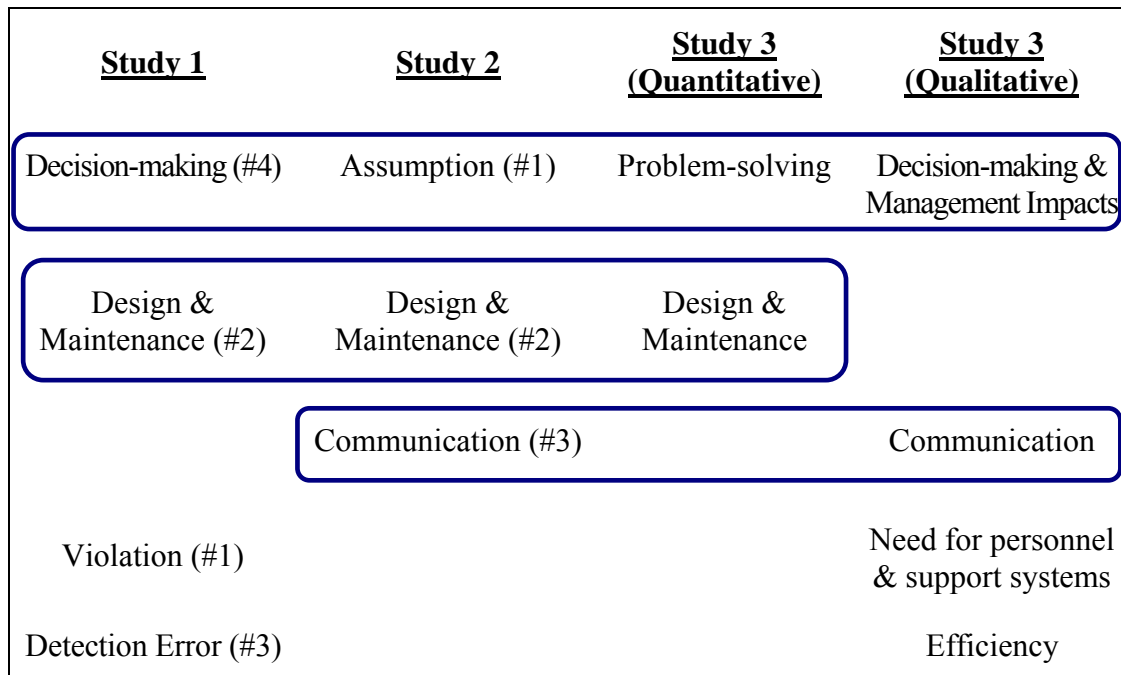 Study 1
Study 2
Study 3
(Quantitative)
Study 3
(Qualitative)
Decision-making (#4)
Assumption (#1)
Problem-solving
Decision-making &
Management Impacts
Design &
Maintenance (#2)
Design &
Maintenance (#2)
Design &
Maintenance
Communication (#3)
Communication
Violation (#1)
Need for personnel
& support systems
Detection Error (#3)
Efficiency